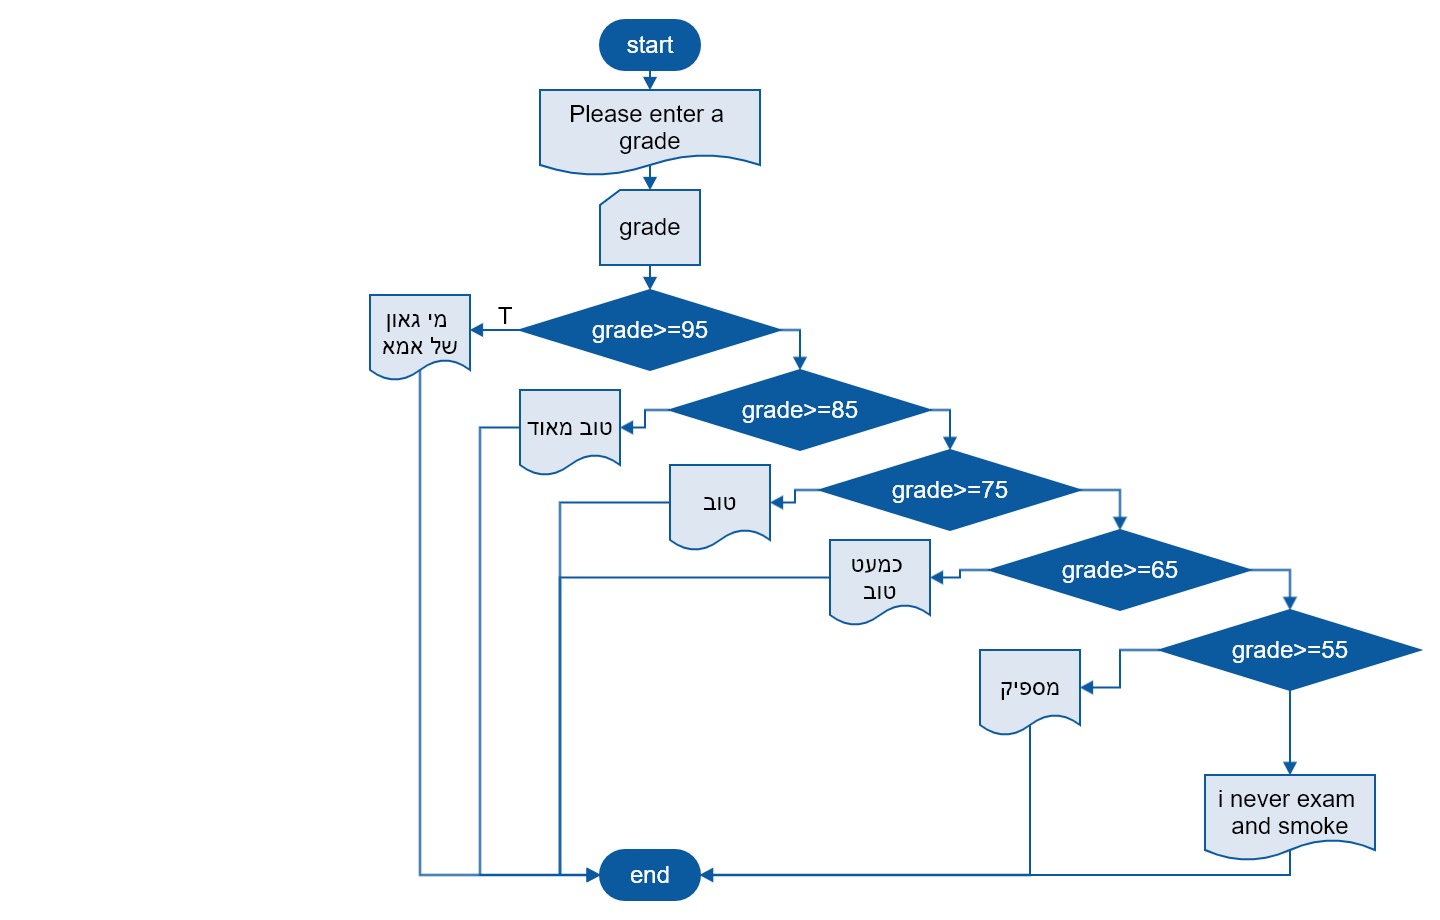 start
Please enter a
grade
grade
T
grade>=95
מי גאון
של אמא
grade>=85
טוב מאוד
grade>=75
טוב
grade>=65
כמעט
טוב
grade>=55
מספיק
i never exam
and smoke
end